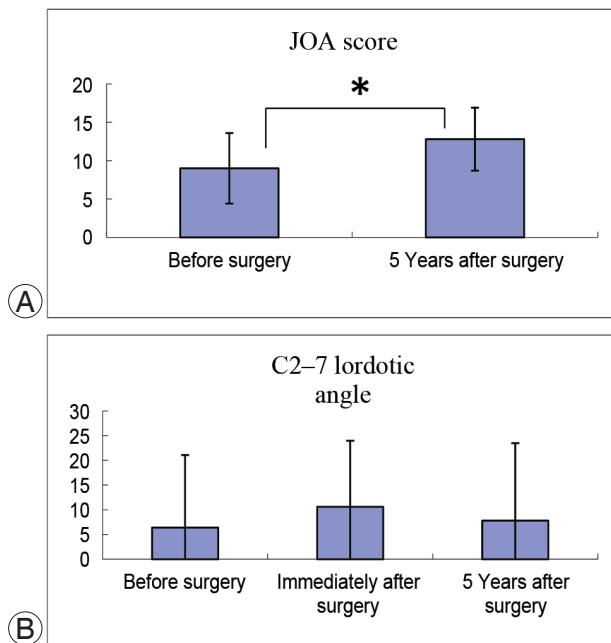 JOA score
*
20
15
10
5
0
Before surgery
5 Years after surgery
A
C2–7 lordotic
angle
30
25
20
15
10
5
0
Before surgery
Immediately after
surgery
5 Years after
surgery
B